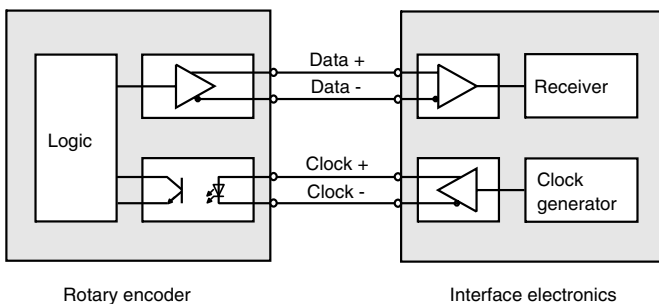 Data +
Data -
Receiver
Logic
Clock +
Clock -
Clock
generator
Rotary encoder
Interface electronics